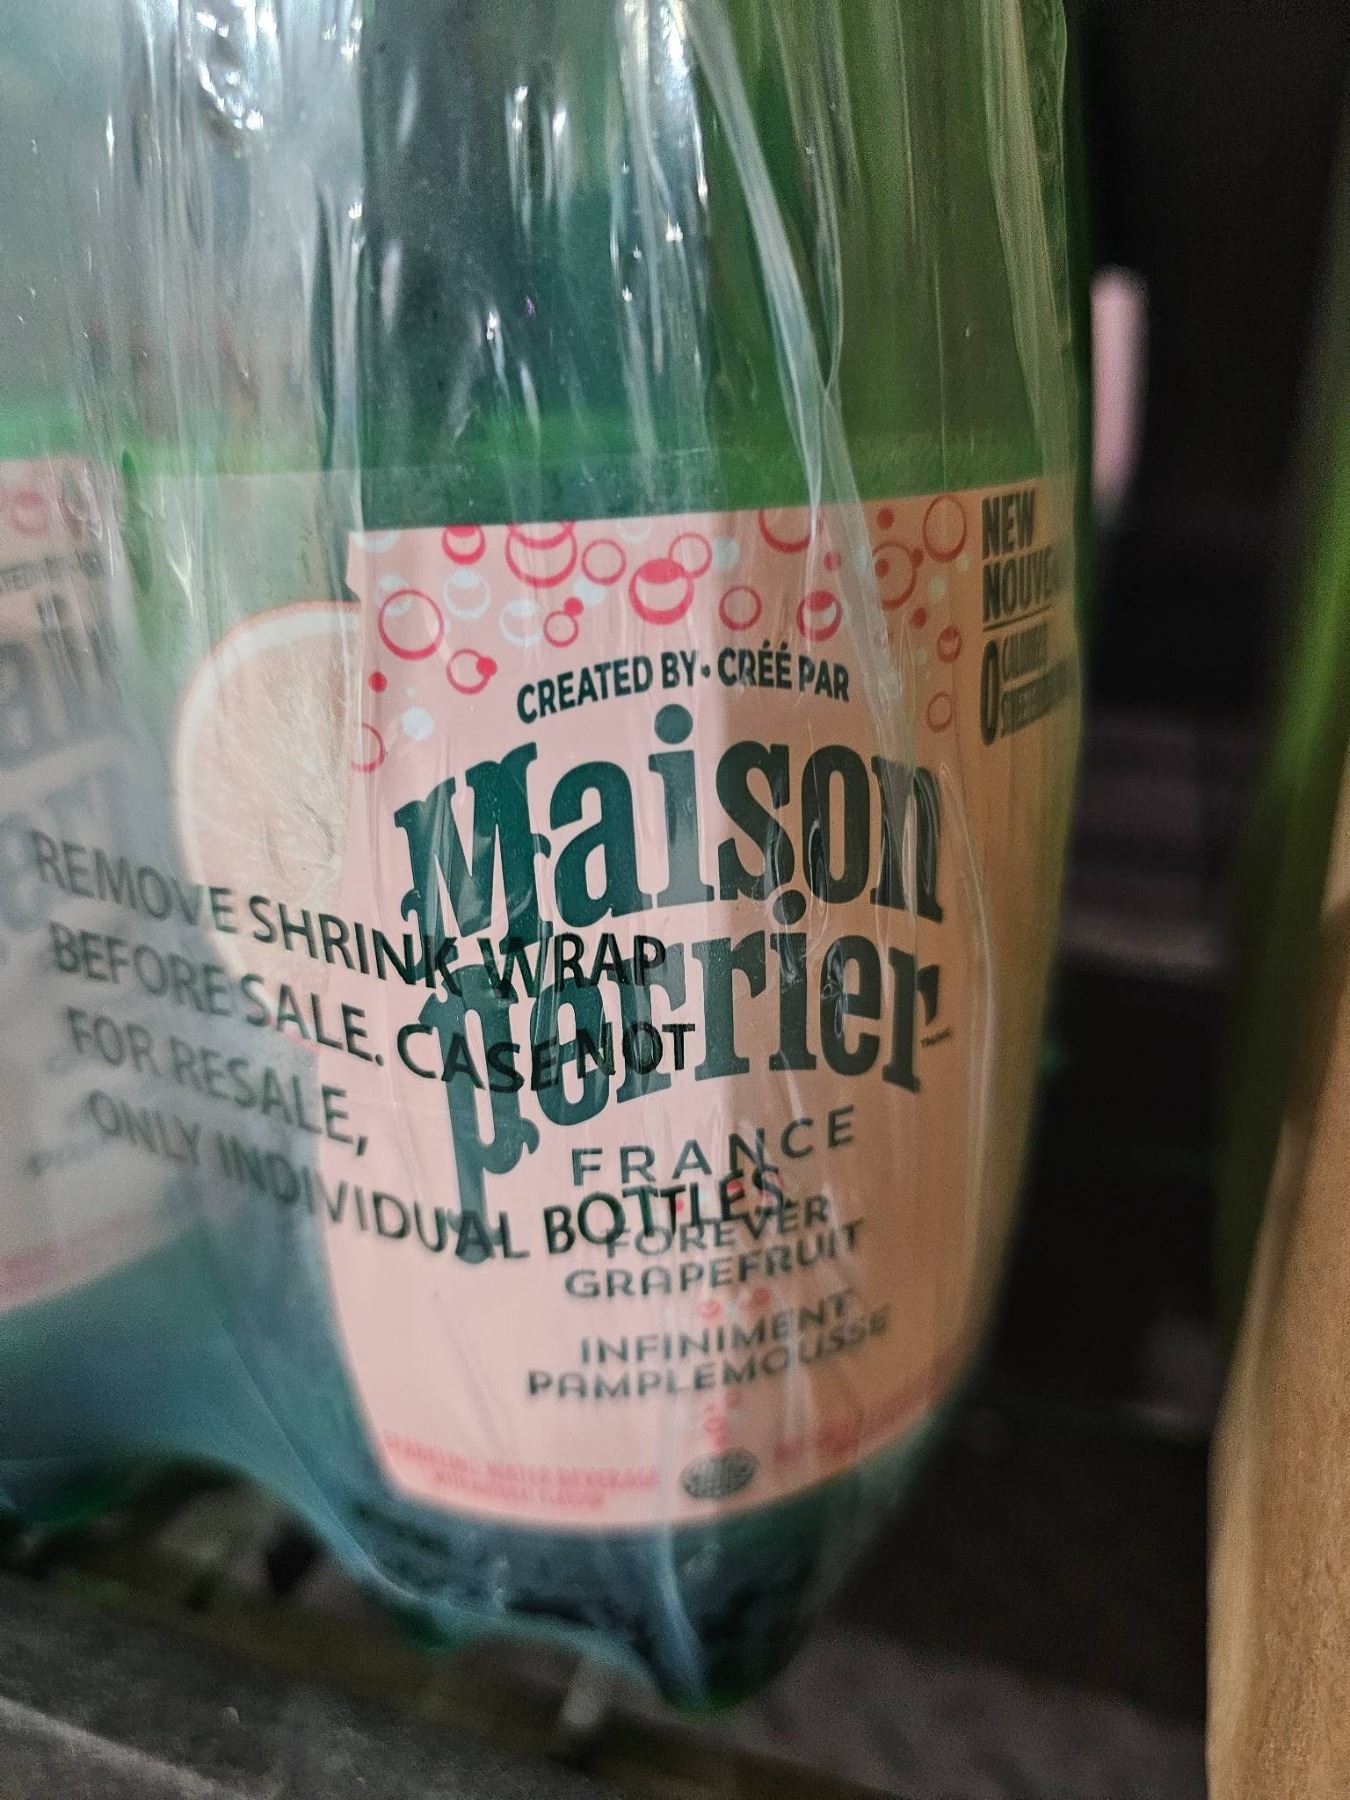 NEW
0
CREATED BY • CRÉÉ PAR
Maison
perrier
FRANCE
FOREVER
GRAPEFRUIT
INFINIMENT
PAMPLEMOUSSE
REMOVE SHRINK WRAP
BEFORE SALE. CASE NOT
FOR RESALE,
ONLY INDIVIDUAL BOTTLES.